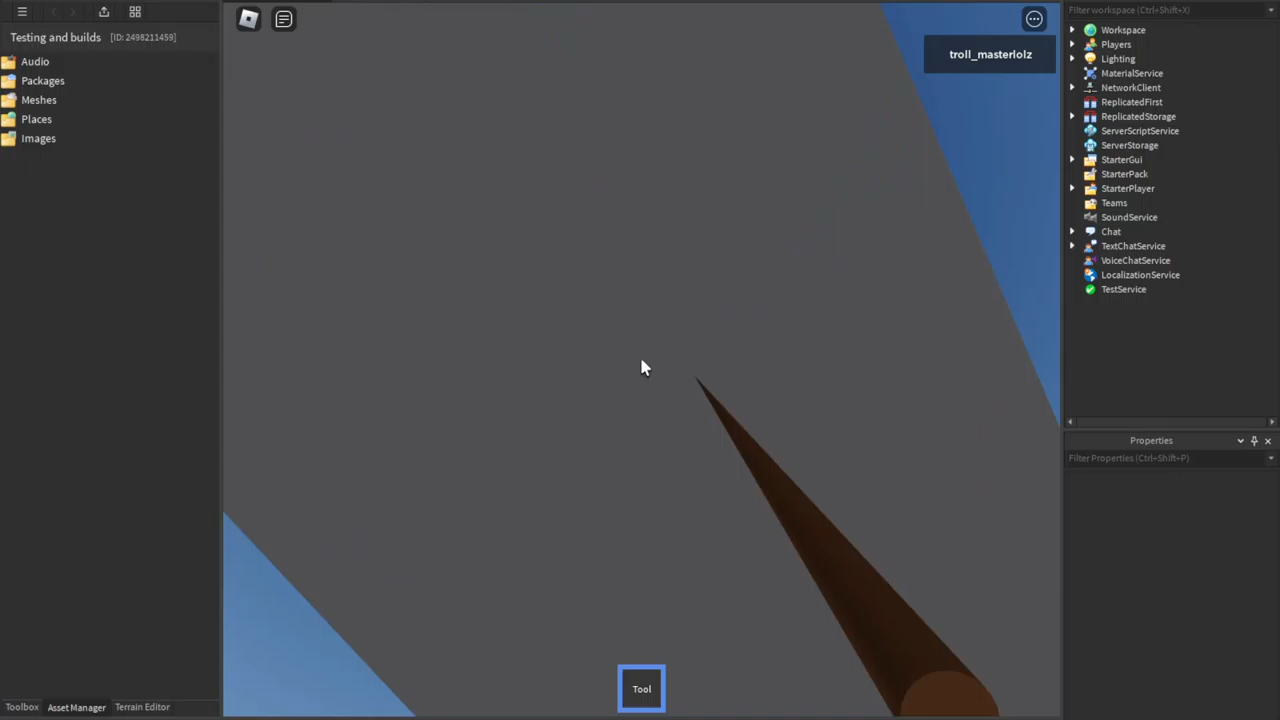 Testing and builds [ID: 2498211459]
Audio
Packages
Meshes
Places
Images
Toolbox Asset Manager Terrain Editor
troll_masterlolz
Tool
Filter workspace (Ctrl+Shift+X)
Workspace
Players
Lighting
MaterialService
NetworkClient
ReplicatedFirst
ReplicatedStorage
ServerScriptService
ServerStorage
StarterGui
StarterPack
StarterPlayer
Teams
SoundService
Chat
TextChatService
VoiceChatService
LocalizationService
TestService
Properties
Filter Properties (Ctrl+Shift+P)